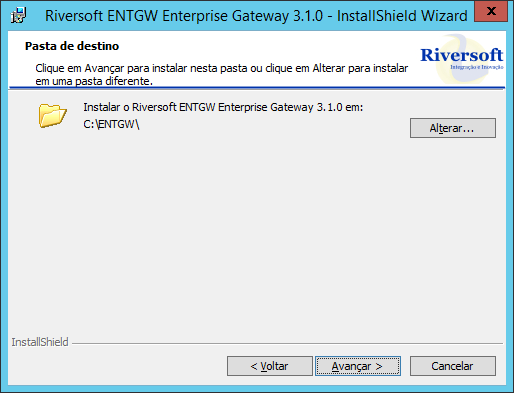 Riversoft ENTGW Enterprise Gateway 3.1.0 - InstallShield Wizard
x
Pasta de destino
Clique em Avançar para instalar nesta pasta ou clique em Alterar para instalar
em uma pasta diferente.
Riversoft
Integração e Inovação
Instalar o Riversoft ENTGW Enterprise Gateway 3.1.0 em:
C:\ENTGW\
Alterar...
InstallShield
< Voltar
Avançar >
Cancelar